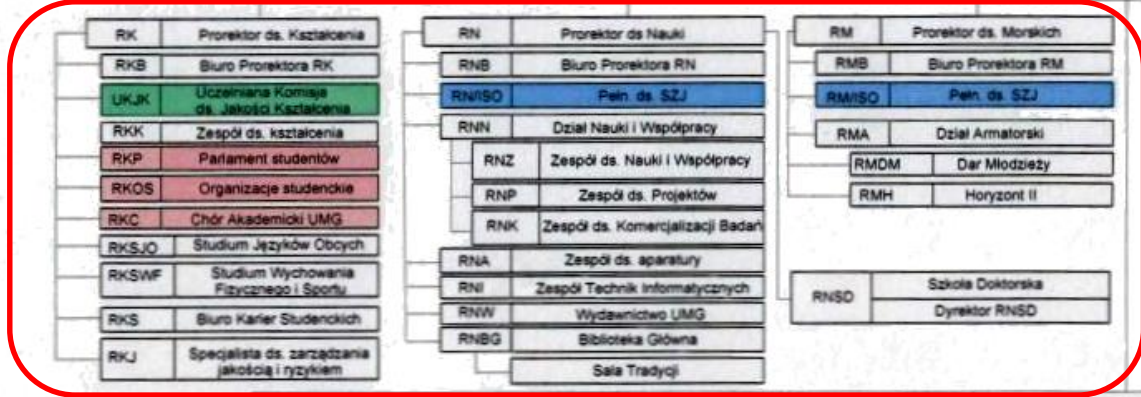 RK Prorektor ds. Kształcenia
RKB Biuro Prorektora RK
UKJK Uczelniana Komisja
ds. Jakości Kształcenia
RKK Zespół ds. kształcenia
RKP Parlament studentów
RKOS Organizacje studenckie
RKC Chór Akademicki UMG
RKSJO Studium Języków Obcych
RKSWF Studium Wychowania
Fizycznego i Sportu
RKS Biuro Karier Studenckich
RKJ Specjalista ds. zarządzania
jakością i ryzykiem
RN Prorektor ds Nauki
RNB Biuro Prorektora RN
RN/ISO Pełn. ds. SZJ
RNN Dział Nauki i Współpracy
RNZ Zespół ds. Nauki i Współpracy
RNP Zespół ds. Projektów
RNK Zespół ds. Komercjalizacji Badań
RNA Zespół ds. aparatury
RNI Zespół Technik Informatycznych
RNW Wydawnictwo UMG
RNBG Biblioteka Główna
Sala Tradycji
RM Prorektor ds. Morskich
RMB Biuro Prorektora RM
RM/ISO Pełn. ds. SZJ
RMA Dział Armatorski
RMDM Dar Młodzieży
RMH Horyzont II
RNSD Szkoła Doktorska
Dyrektor RNSD